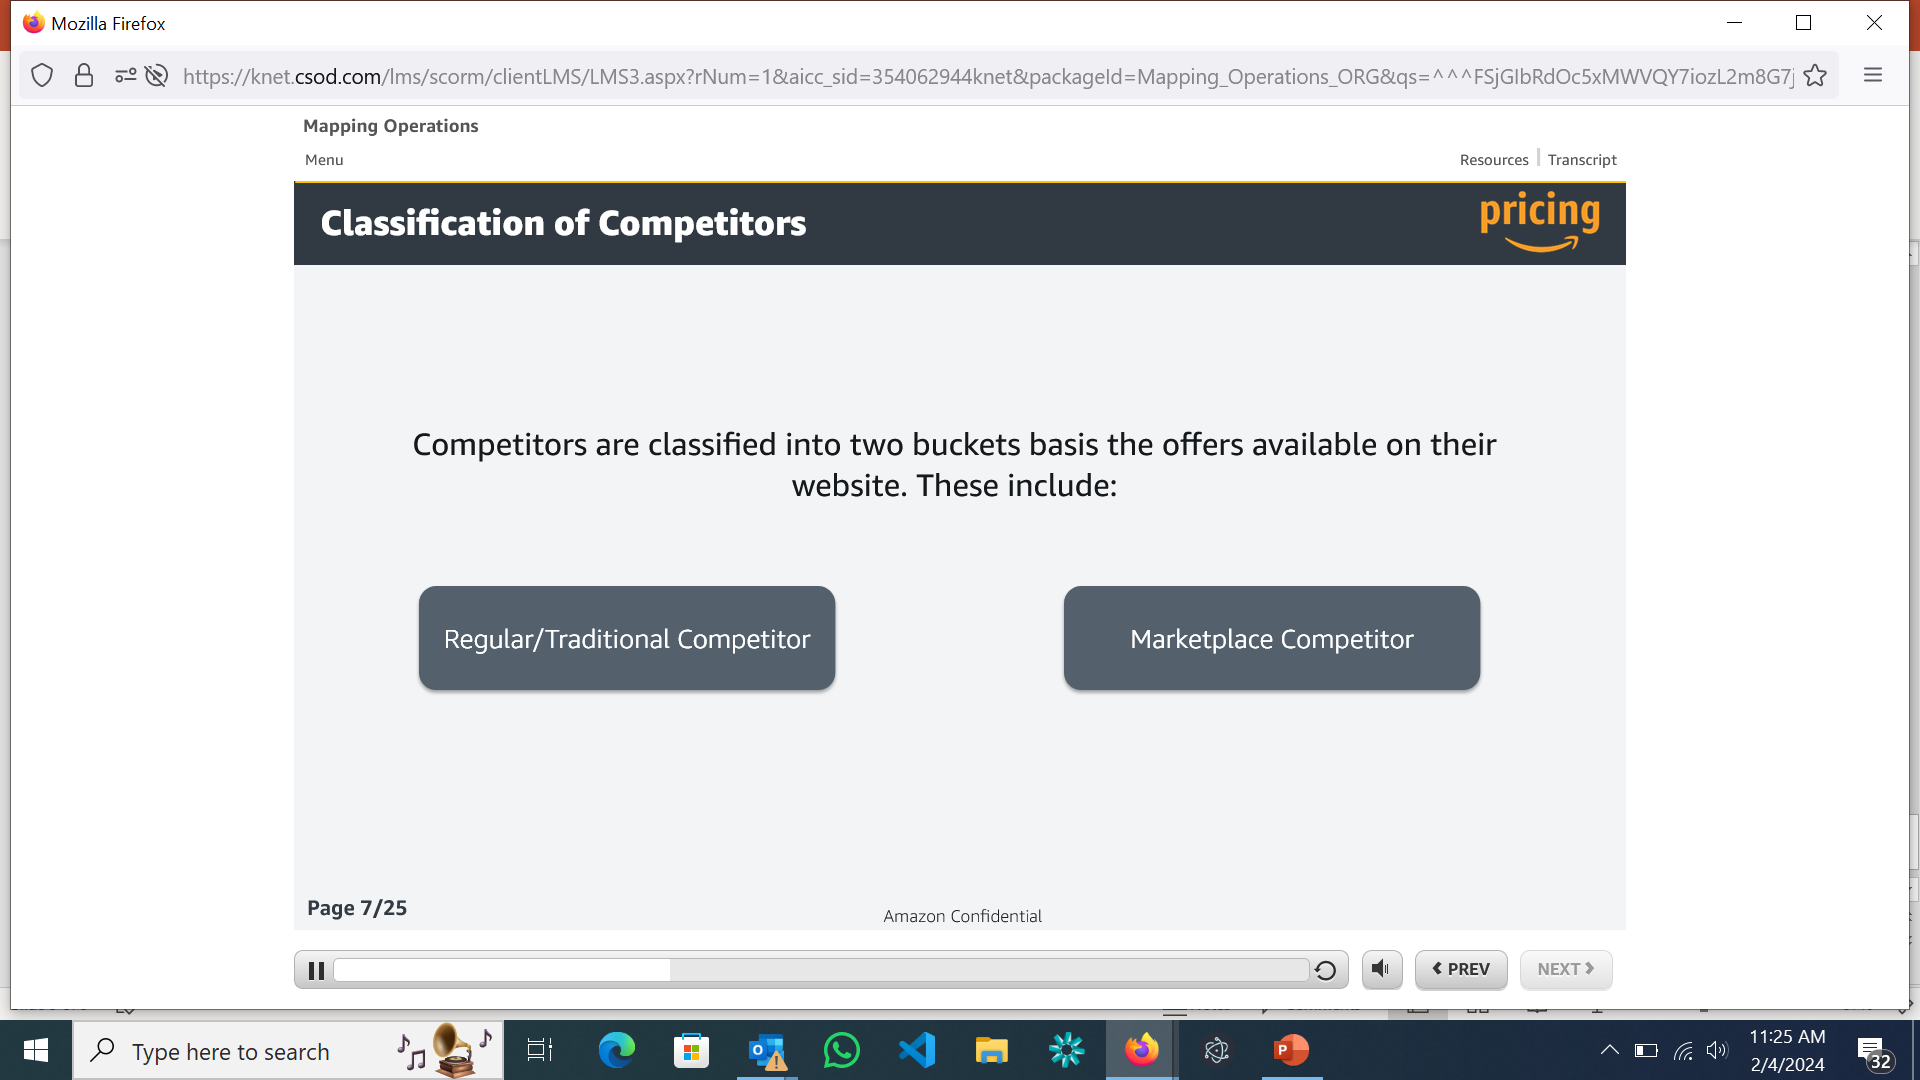 Mozilla Firefox
https://knet.csod.com/lms/scorm/clientLMS/LMS3.aspx?rNum=1&aicc_sid=354062944knet&packageId=Mapping_Operations_ORG&qs=^^^FSjGIbRdOc5xMWVQY7iozL2m8G7j
Mapping Operations
Menu
Resources
Transcript
Classification of Competitors
pricing
Competitors are classified into two buckets basis the offers available on their
website. These include:
Regular/Traditional Competitor
Marketplace Competitor
Page 7/25
Amazon Confidential
PREV
NEXT
Type here to search
11:25 AM
2/4/2024
32